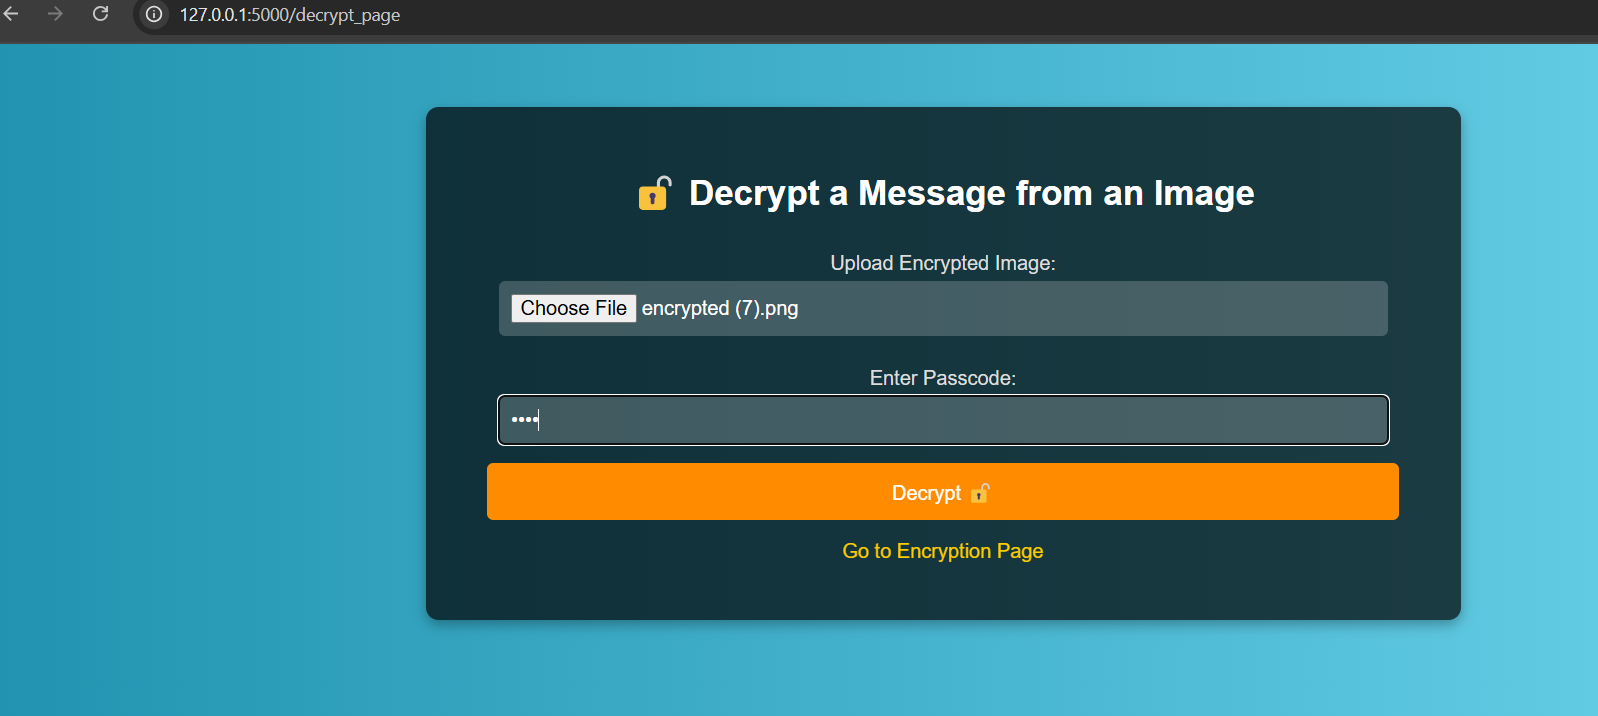 127.0.0.1:5000/decrypt_page
Decrypt a Message from an Image
Upload Encrypted Image:
Choose File encrypted (7).png
Enter Passcode:
••••
Decrypt
Go to Encryption Page